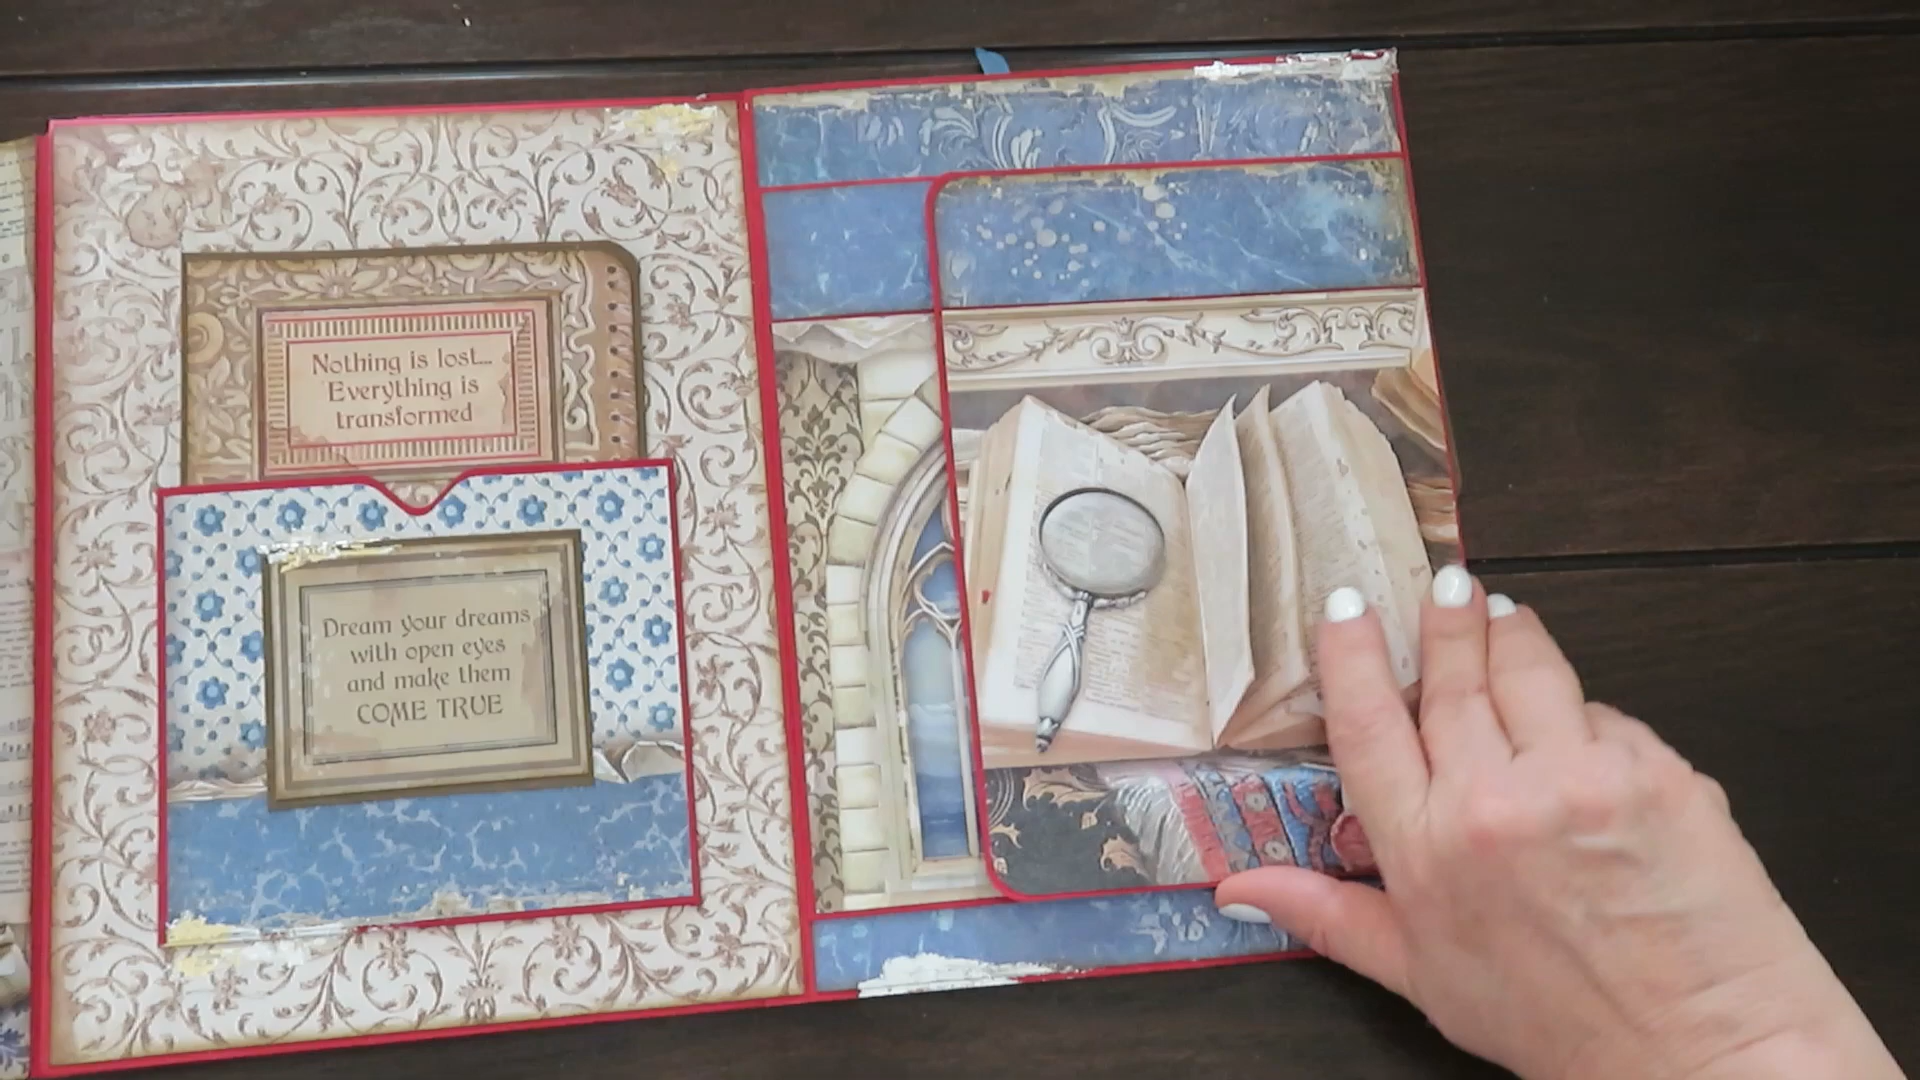 Nothing is lost...
Everything is
transformed
Dream your dreams
with open eyes
and make them
COME TRUE